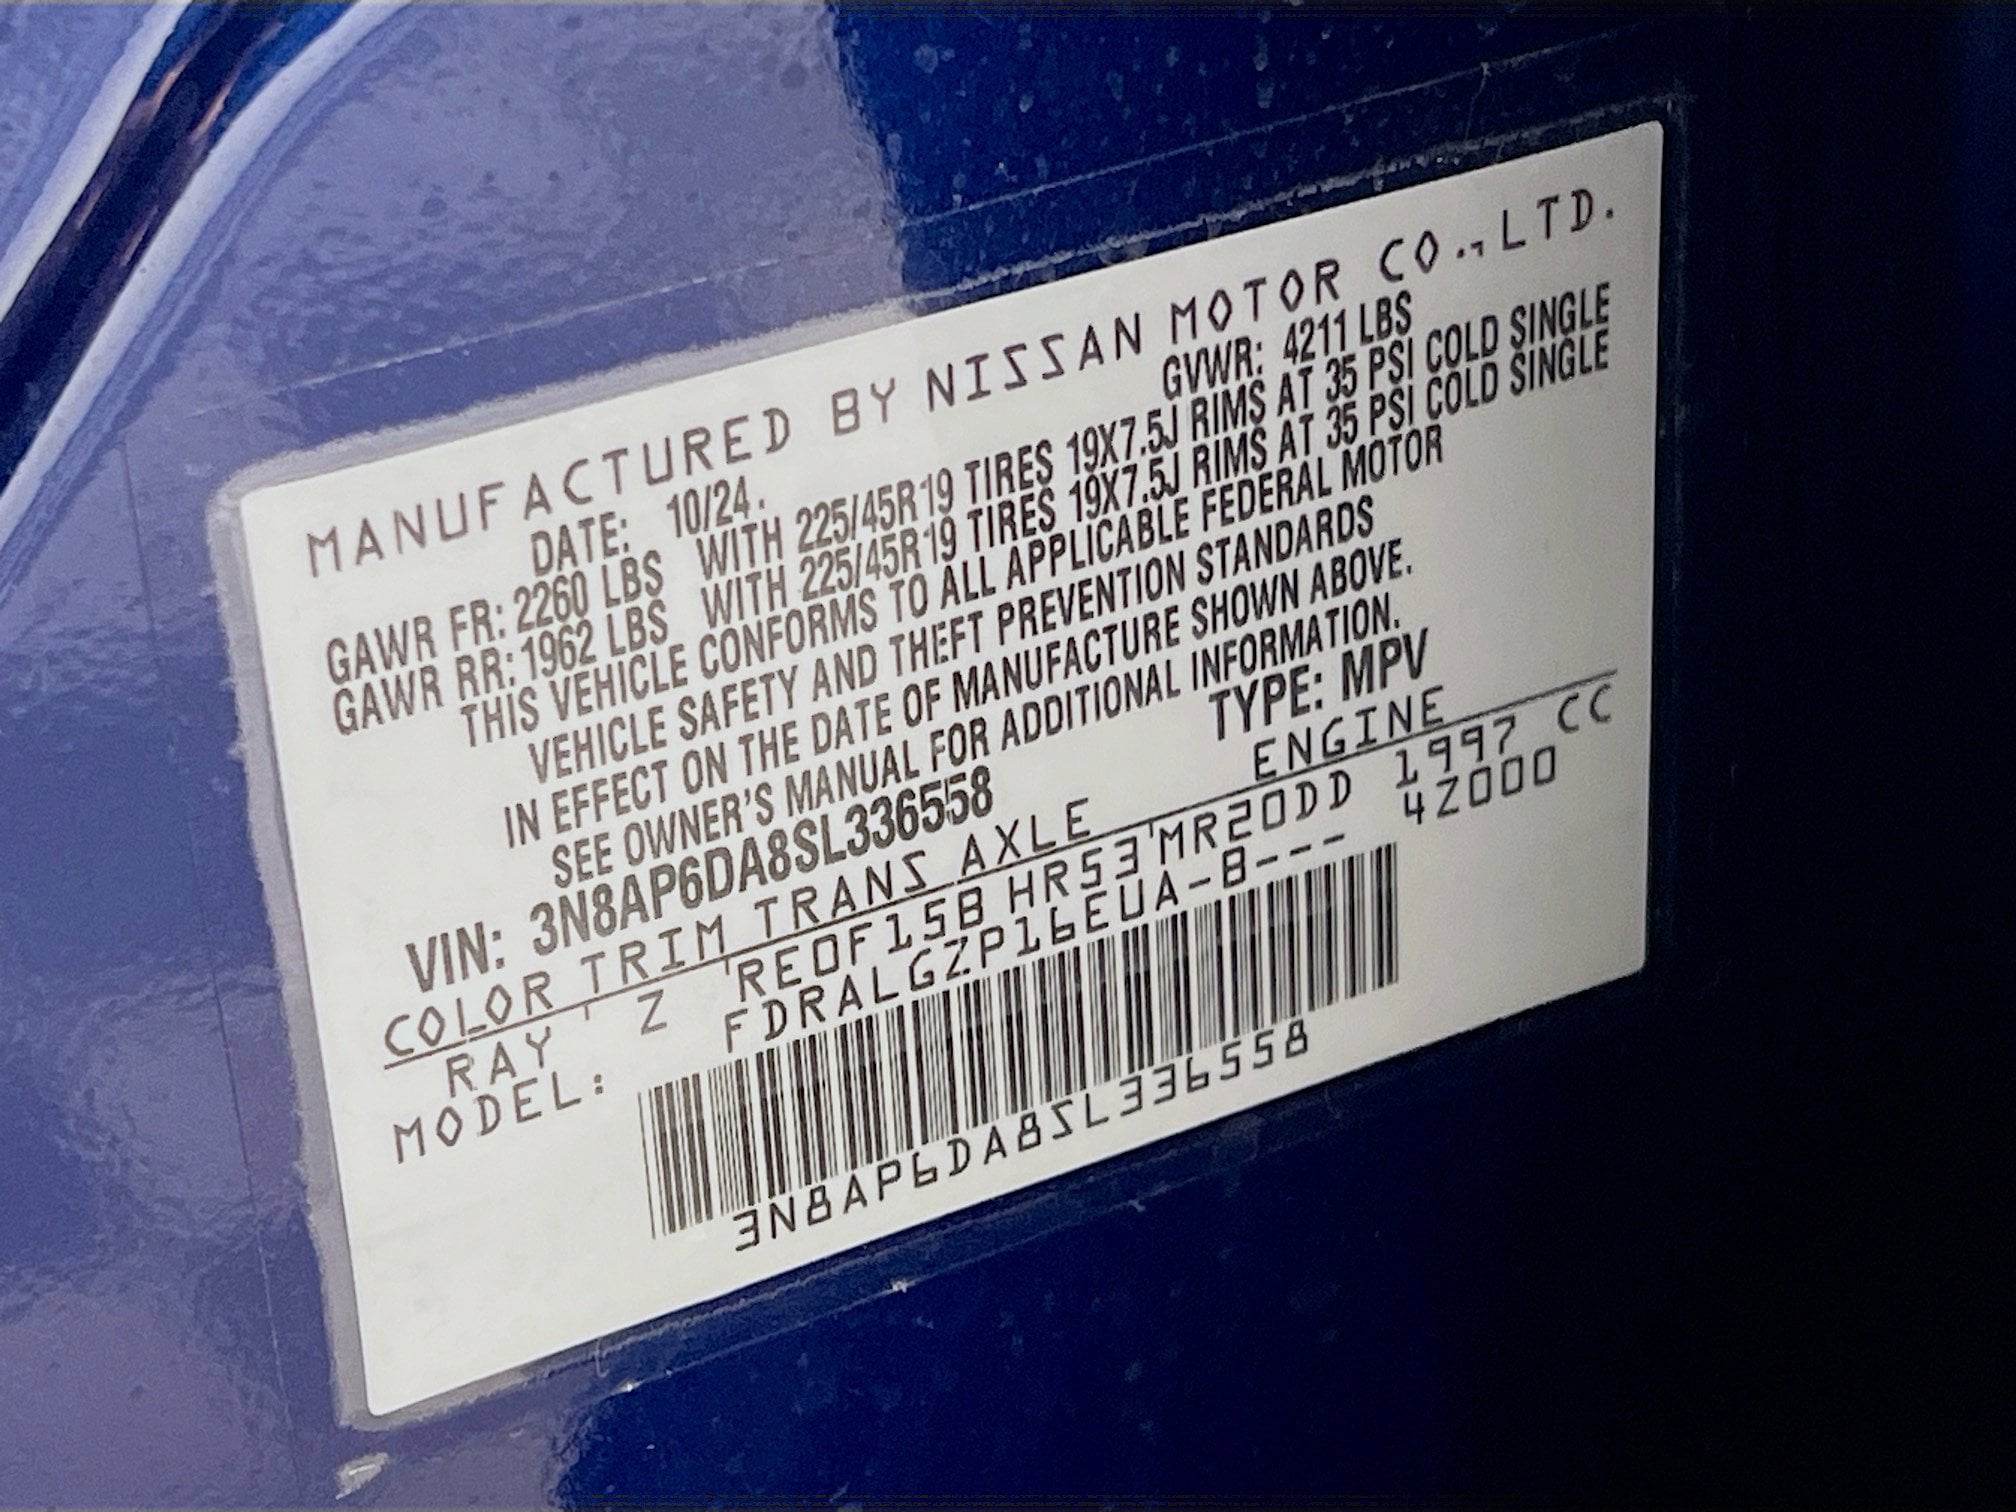 MANUFACTURED BY NISSAN MOTOR CO.,LTD.
DATE: 10/24. GVWR: 4211 LBS
GAWR FR: 2260 LBS WITH 225/45R19 TIRES 19X7.5J RIMS AT 35 PSI COLD SINGLE
GAWR RR: 1962 LBS WITH 225/45R19 TIRES 19X7.5J RIMS AT 35 PSI COLD SINGLE
THIS VEHICLE CONFORMS TO ALL APPLICABLE FEDERAL MOTOR
VEHICLE SAFETY AND THEFT PREVENTION STANDARDS
IN EFFECT ON THE DATE OF MANUFACTURE SHOWN ABOVE.
SEE OWNER'S MANUAL FOR ADDITIONAL INFORMATION.
VIN: 3N8AP6DA8SL336558 TYPE: MPV
COLOR TRIM TRANS AXLE ENGINE
RAY ' Z 'RE0F15B HR53'MR20DD 1997 CC
MODEL: FDRALGZP16EUA-B--- 4Z000
3N8AP6DA8SL336558